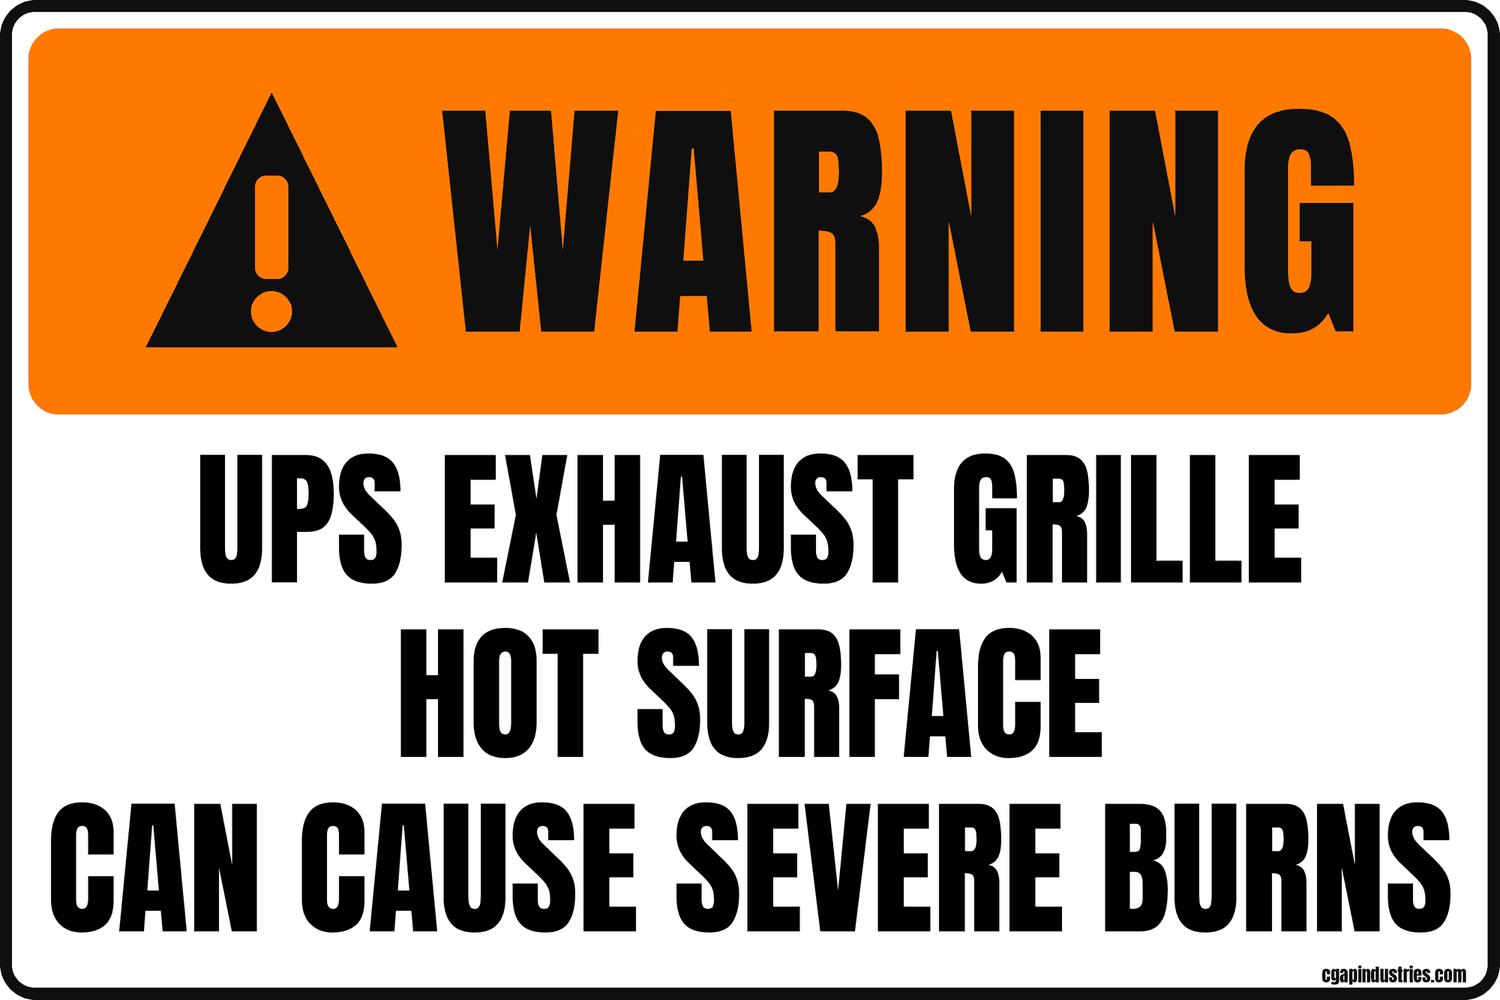 WARNING
UPS EXHAUST GRILLE
HOT SURFACE
CAN CAUSE SEVERE BURNS
cgapindustries.com